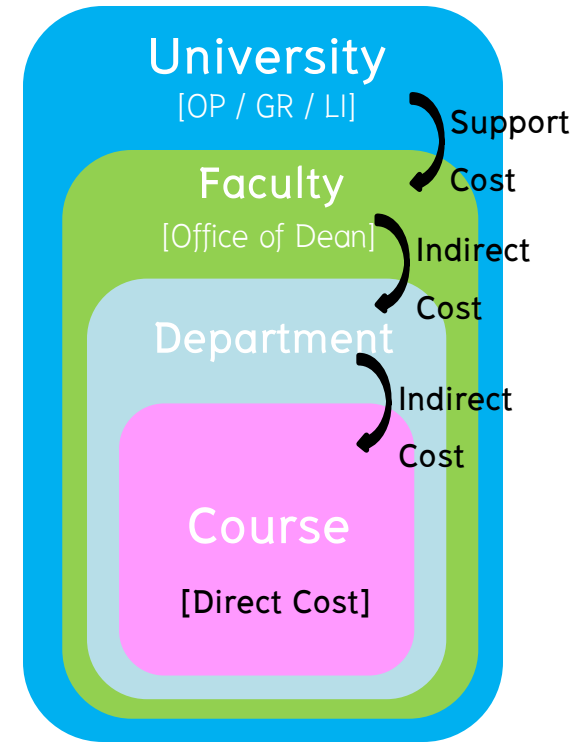 University
[OP / GR / LI]
Support
Cost
Faculty
[Office of Dean]
Indirect
Cost
Department
Indirect
Cost
Course
[Direct Cost]